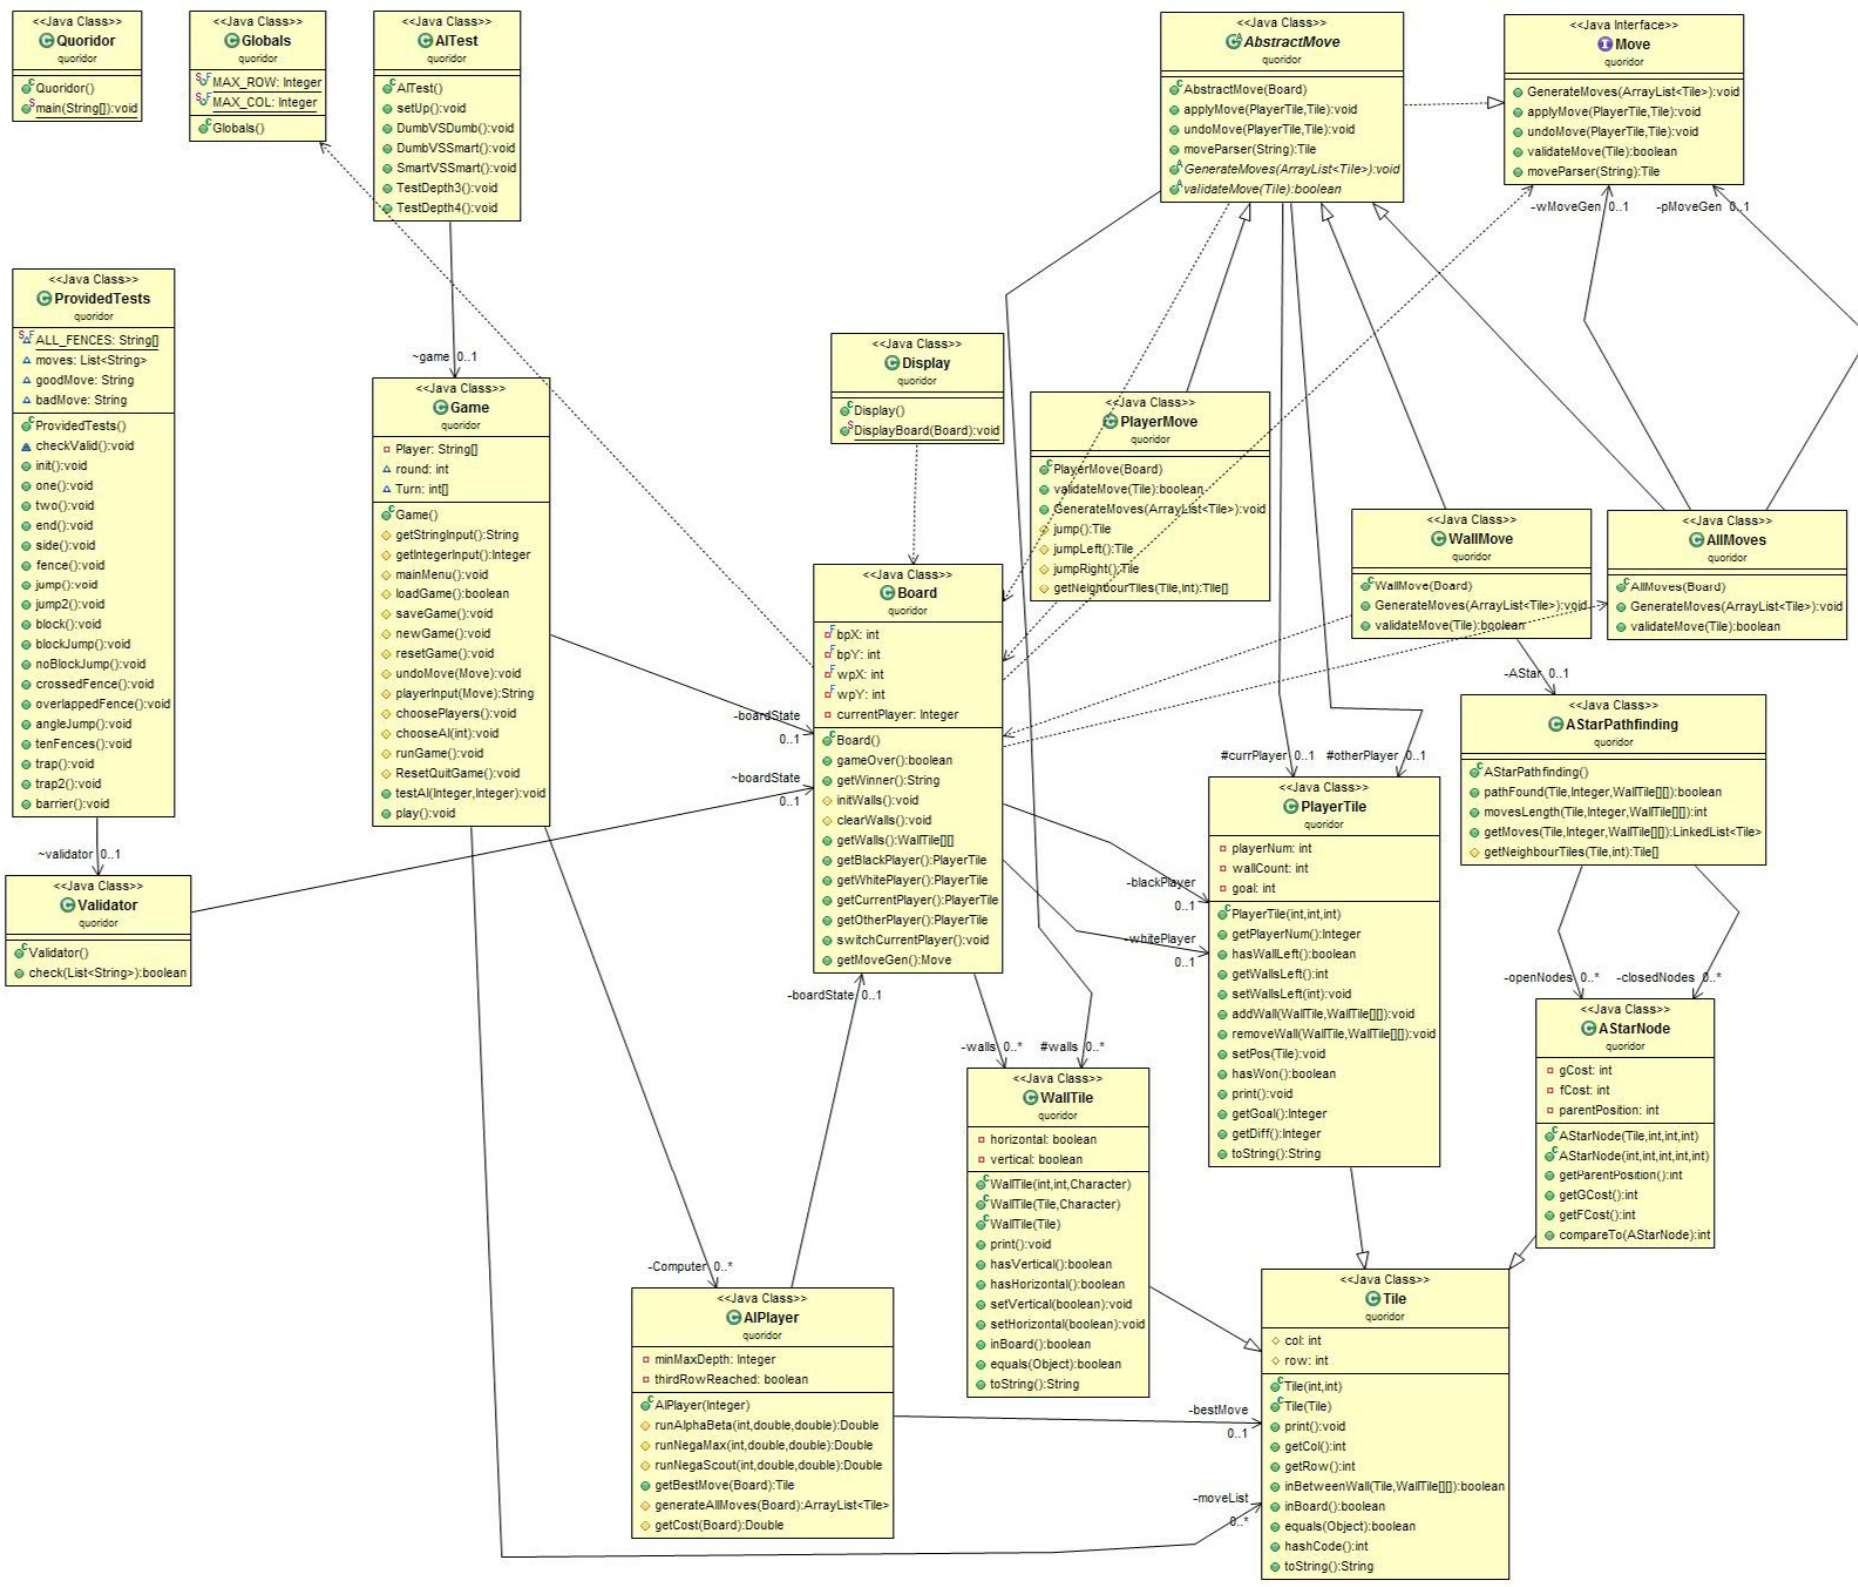 <<Java Class>>
Quoridor
quoridor
Quoridor()
main(String[]):void
<<Java Class>>
Globals
quoridor
MAX_ROW: Integer
MAX_COL: Integer
Globals()
<<Java Class>>
AITest
quoridor
AITest()
setUp():void
DumbVSDumb():void
DumbVSSmart():void
SmartVSSmart():void
TestDepth3():void
TestDepth4():void
<<Java Class>>
AbstractMove
quoridor
AbstractMove(Board)
applyMove(PlayerTile,Tile):void
undoMove(PlayerTile,Tile):void
moveParser(String):Tile
GenerateMoves(ArrayList<Tile>):void
validateMove(Tile):boolean
<<Java Interface>>
Move
quoridor
GenerateMoves(ArrayList<Tile>):void
applyMove(PlayerTile,Tile):void
undoMove(PlayerTile,Tile):void
validateMove(Tile):boolean
moveParser(String):Tile
-wMoveGen 0..1
-pMoveGen 0..1
<<Java Class>>
ProvidedTests
quoridor
ALL_FENCES: String[]
moves: List<String>
goodMove: String
badMove: String
ProvidedTests()
checkValid():void
init():void
one():void
two():void
end():void
side():void
fence():void
jump():void
jump2():void
block():void
blockJump():void
noBlockJump():void
crossedFence():void
overlappedFence():void
angleJump():void
tenFences():void
trap():void
trap2():void
barrier():void
~validator 0..1
<<Java Class>>
Validator
quoridor
Validator()
check(List<String>):boolean
~game 0..1
<<Java Class>>
Game
quoridor
Player: String[]
round: int
Turn: int[]
Game()
getStringInput():String
getIntegerInput():Integer
mainMenu():void
loadGame():boolean
saveGame():void
newGame():void
resetGame():void
undoMove(Move):void
playerInput(Move):String
choosePlayers():void
chooseAI(int):void
runGame():void
ResetQuitGame():void
testAI(Integer,Integer):void
play():void
<<Java Class>>
Display
quoridor
Display()
DisplayBoard(Board):void
<<Java Class>>
PlayerMove
quoridor
PlayerMove(Board)
validateMove(Tile):boolean
GenerateMoves(ArrayList<Tile>):void
jump():Tile
jumpLeft():Tile
jumpRight():Tile
getNeighbourTiles(Tile,int):Tile[]
<<Java Class>>
WallMove
quoridor
WallMove(Board)
GenerateMoves(ArrayList<Tile>):void
validateMove(Tile):boolean
<<Java Class>>
AllMoves
quoridor
AllMoves(Board)
GenerateMoves(ArrayList<Tile>):void
validateMove(Tile):boolean
-boardState
0..1
~boardState
0..1
<<Java Class>>
Board
quoridor
bpX: int
bpY: int
wpX: int
wpY: int
currentPlayer: Integer
Board()
gameOver():boolean
getWinner():String
initWalls():void
clearWalls():void
getWalls():WallTile[][]
getBlackPlayer():PlayerTile
getWhitePlayer():PlayerTile
getCurrentPlayer():PlayerTile
getOtherPlayer():PlayerTile
switchCurrentPlayer():void
getMoveGen():Move
-AStar 0..1
<<Java Class>>
AStarPathfinding
quoridor
AStarPathfinding()
pathFound(Tile,Integer,WallTile[][]):boolean
movesLength(Tile,Integer,WallTile[][]):int
getMoves(Tile,Integer,WallTile[][]):LinkedList<Tile>
getNeighbourTiles(Tile,int):Tile[]
#currPlayer 0..1
#otherPlayer 0..1
<<Java Class>>
PlayerTile
quoridor
playerNum: int
wallCount: int
goal: int
PlayerTile(int,int,int)
getPlayerNum():Integer
hasWallLeft():boolean
getWallsLeft():int
setWallsLeft(int):void
addWall(WallTile,WallTile[][]):void
removeWall(WallTile,WallTile[][]):void
setPos(Tile):void
hasWon():boolean
print():void
getGoal():Integer
getDiff():Integer
toString():String
-blackPlayer
0..1
-whitePlayer
0..1
-openNodes 0..*
-closedNodes 0..*
<<Java Class>>
AStarNode
quoridor
gCost: int
fCost: int
parentPosition: int
AStarNode(Tile,int,int,int)
AStarNode(int,int,int,int,int)
getParentPosition():int
getGCost():int
getFCost():int
compareTo(AStarNode):int
-boardState 0..1
-walls 0..*
#walls 0..*
<<Java Class>>
WallTile
quoridor
horizontal: boolean
vertical: boolean
WallTile(int,int,Character)
WallTile(Tile,Character)
WallTile(Tile)
print():void
hasVertical():boolean
hasHorizontal():boolean
setVertical(boolean):void
setHorizontal(boolean):void
inBoard():boolean
equals(Object):boolean
toString():String
-Computer 0..*
<<Java Class>>
AIPlayer
quoridor
minMaxDepth: Integer
thirdRowReached: boolean
AIPlayer(Integer)
runAlphaBeta(int,double,double):Double
runNegaMax(int,double,double):Double
runNegaScout(int,double,double):Double
getBestMove(Board):Tile
generateAllMoves(Board):ArrayList<Tile>
getCost(Board):Double
-bestMove
0..1
-moveList
0..*
<<Java Class>>
Tile
quoridor
col: int
row: int
Tile(int,int)
Tile(Tile)
print():void
getCol():int
getRow():int
inBetweenWall(Tile,WallTile[][]):boolean
inBoard():boolean
equals(Object):boolean
hashCode():int
toString():String